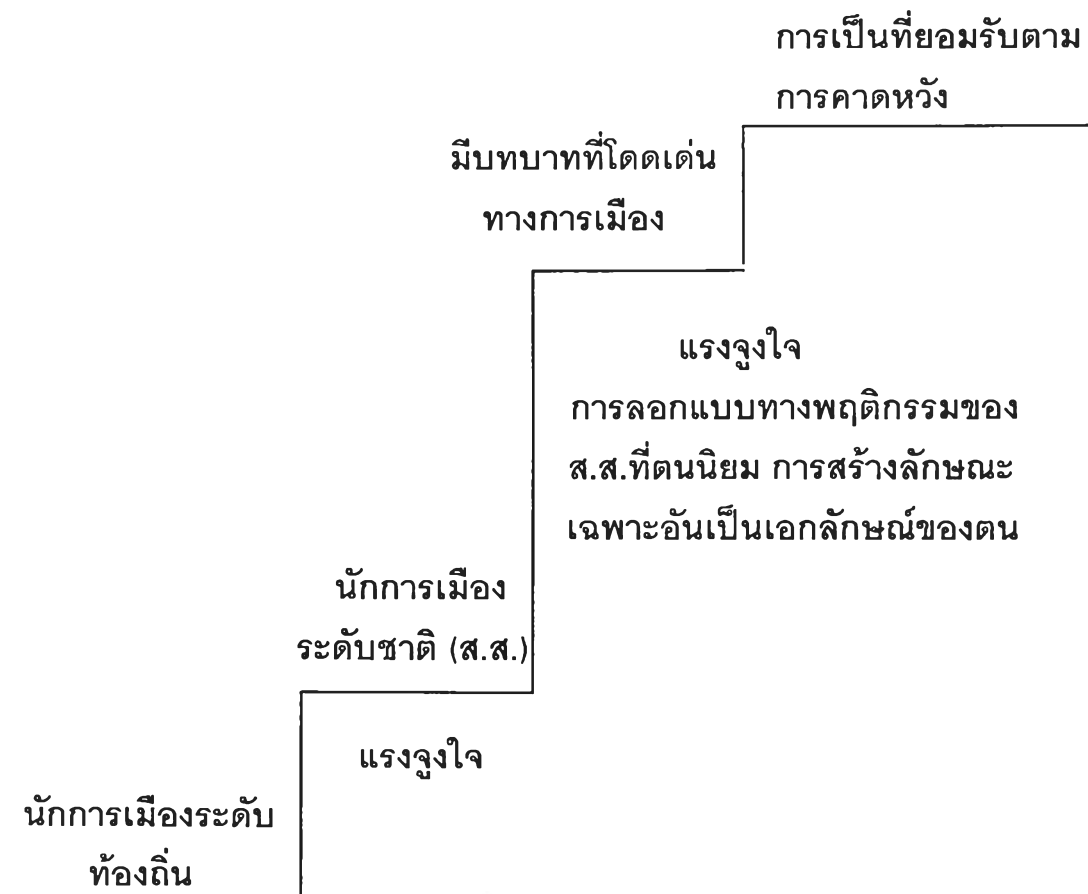 การเป็นที่ยอมรับตาม
การคาดหวัง
มีบทบาทที่โดดเด่น
ทางการเมือง
แรงจูงใจ
การลอกแบบทางพฤติกรรมของ
ส.ส.ที่ตนนิยม การสร้างลักษณะ
เฉพาะอันเป็นเอกลักษณ์ของตน
นักการเมือง
ระดับชาติ (ส.ส.)
แรงจูงใจ
นักการเมืองระดับ
ท้องถิ่น